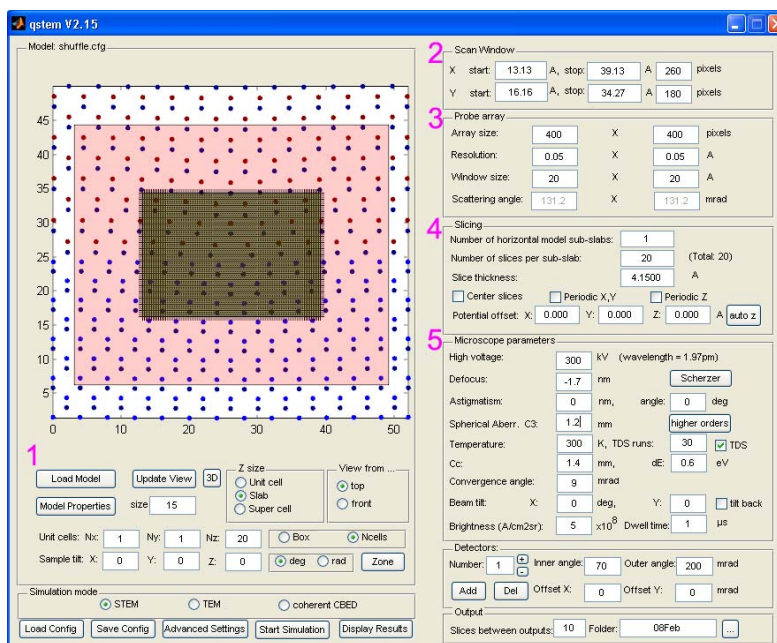 qstem V2.15
Model: shuffle.cfg
45
40
35
30
25
20
15
10
5
0 5 10 15 20 25 30 35 40 45 50
1
Load Model Update View 3D
Model Properties size 15
Z size
Unit cell
Slab
Super cell
View from ...
top
front
Unit cells: Nx: 1 Ny: 1 Nz: 20 Box Ncells
Sample tilt: X: 0 Y: 0 Z: 0 deg rad Zone
Simulation mode
STEM TEM coherent CBED
Load Config Save Config Advanced Settings Start Simulation Display Results
2
Scan Window
X start: 13.13 A, stop: 39.13 A 260 pixels
Y start: 16.16 A, stop: 34.27 A 180 pixels
3
Probe array
Array size: 400 X 400 pixels
Resolution: 0.05 X 0.05 A
Window size: 20 X 20 A
Scattering angle: 131.2 X 131.2 mrad
4
Slicing
Number of horizontal model sub-slabs: 1
Number of slices per sub-slab: 20 (Total: 20)
Slice thickness: 4.1500 A
Center slices Periodic X,Y Periodic Z
Potential offset: X: 0.000 Y: 0.000 Z: 0.000 A auto z
5
Microscope parameters
High voltage: 300 kV (wavelength = 1.97pm)
Defocus: -1.7 nm Scherzer
Astigmatism: 0 nm, angle: 0 deg
Spherical Aberr. C3: 1.2 mm higher orders
Temperature: 300 K, TDS runs: 30 TDS
Cc: 1.4 mm, dE: 0.6 eV
Convergence angle: 9 mrad
Beam tilt: X: 0 deg, Y: 0 tilt back
Brightness (A/cm2sr): 5 x10^8 Dwell time: 1 µs
Detectors:
Number: 1 + - Inner angle: 70 Outer angle: 200 mrad
Add Del Offset X: 0 Offset Y: 0 mrad
Output
Slices between outputs: 10 Folder: 08Feb ...